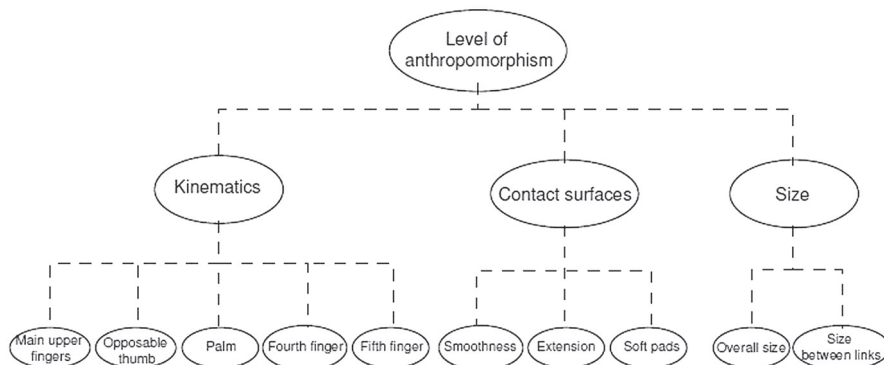 Level of
anthropomorphism
Kinematics
Contact surfaces
Size
Main upper
fingers
Opposable
thumb
Palm
Fourth finger
Fifth finger
Smoothness
Extension
Soft pads
Overall size
Size
between links